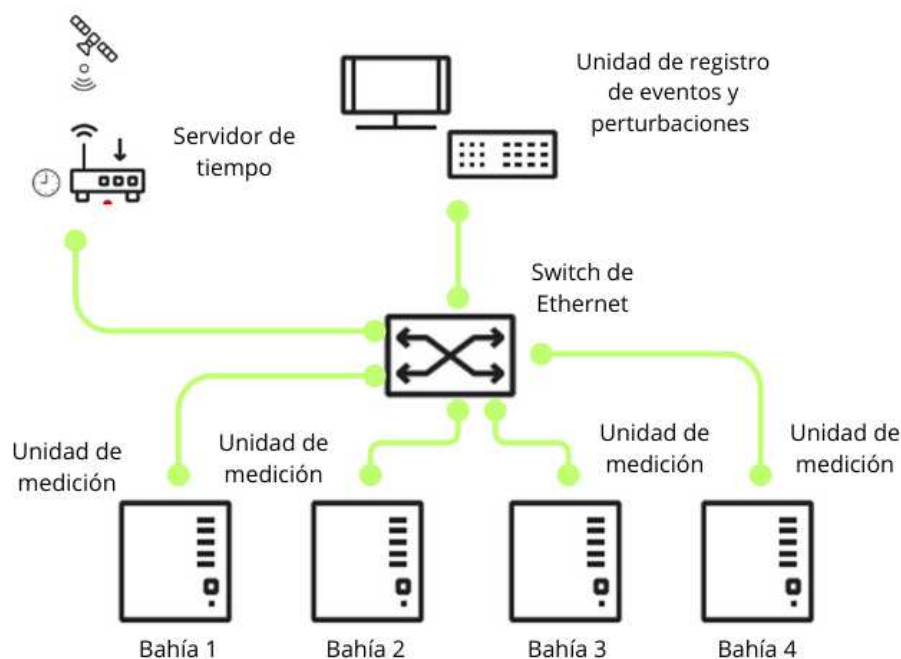 Unidad de registro
de eventos y
perturbaciones
Servidor de
tiempo
Switch de
Ethernet
Unidad de
medición
Unidad de
medición
Unidad de
medición
Unidad de
medición
Bahía 1
Bahía 2
Bahía 3
Bahía 4